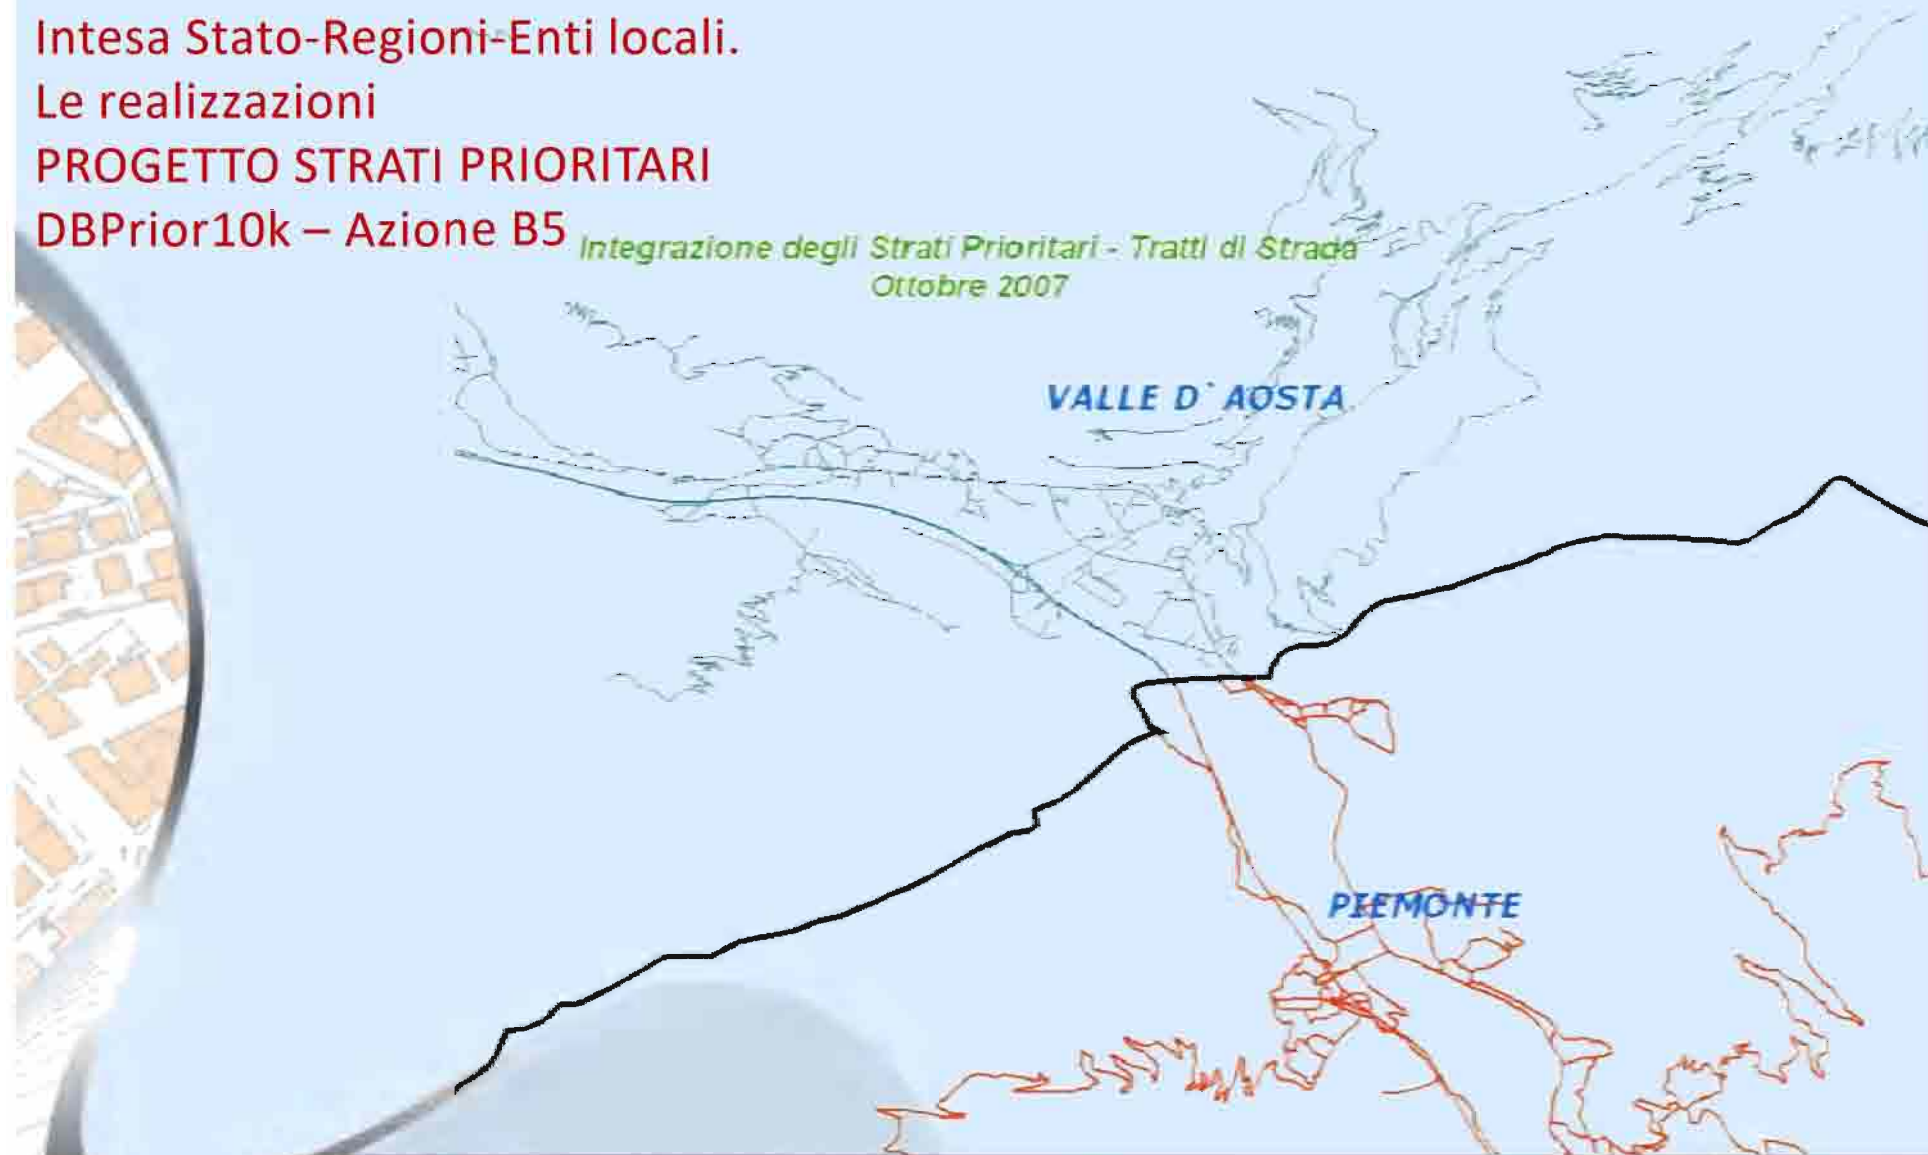 Intesa Stato-Regioni-Enti locali.
Le realizzazioni
PROGETTO STRATI PRIORITARI
DBPrior10k – Azione B5
Integrazione degli Strati Prioritari - Tratti di Strada
Ottobre 2007
VALLE D`AOSTA
PIEMONTE